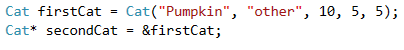 Cat firstCat = Cat("Pumpkin", "other", 10, 5, 5);
Cat* secondCat = &firstCat;